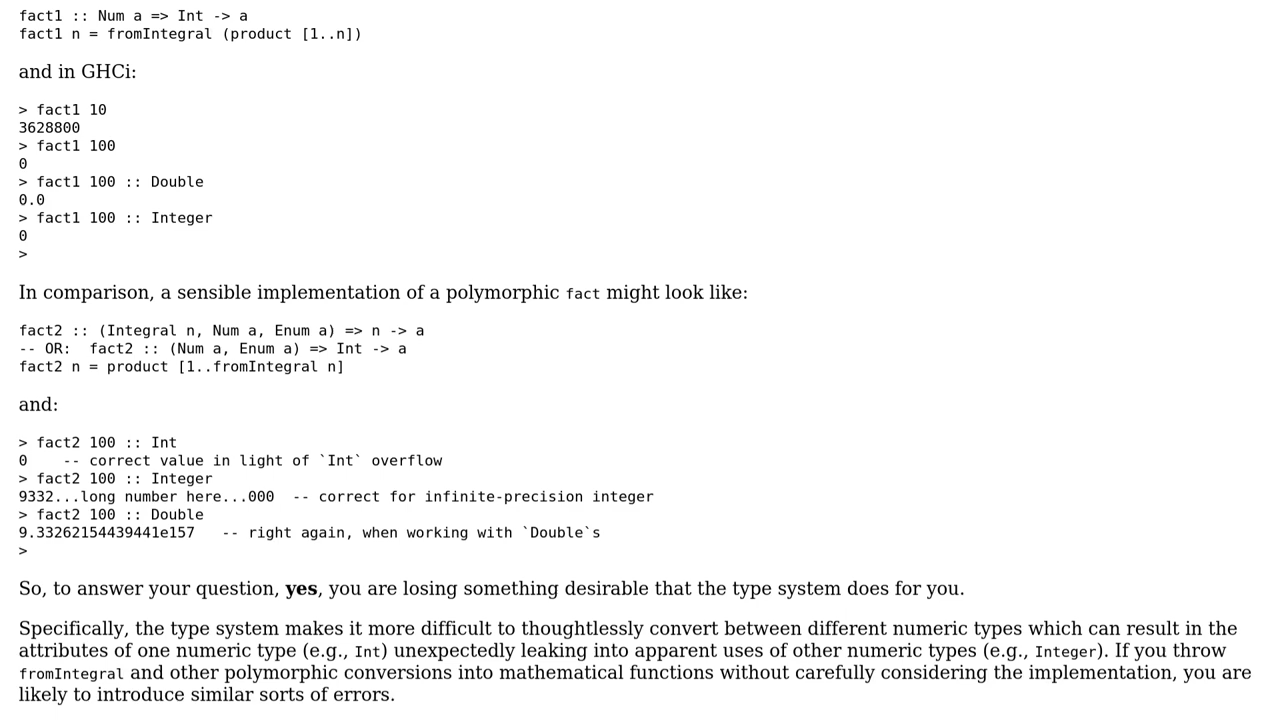 fact1 :: Num a => Int -> a
fact1 n = fromIntegral (product [1..n])
and in GHCi:
> fact1 10
3628800
> fact1 100
0
> fact1 100 :: Double
0.0
> fact1 100 :: Integer
0
>
In comparison, a sensible implementation of a polymorphic fact might look like:
fact2 :: (Integral n, Num a, Enum a) => n -> a
-- OR:  fact2 :: (Num a, Enum a) => Int -> a
fact2 n = product [1..fromIntegral n]
and:
> fact2 100 :: Int
0    -- correct value in light of `Int` overflow
> fact2 100 :: Integer
9332...long number here...000  -- correct for infinite-precision integer
> fact2 100 :: Double
9.33262154439441e157   -- right again, when working with `Double`s
>
So, to answer your question, yes, you are losing something desirable that the type system does for you.
Specifically, the type system makes it more difficult to thoughtlessly convert between different numeric types which can result in the
attributes of one numeric type (e.g., Int) unexpectedly leaking into apparent uses of other numeric types (e.g., Integer). If you throw
fromIntegral and other polymorphic conversions into mathematical functions without carefully considering the implementation, you are
likely to introduce similar sorts of errors.